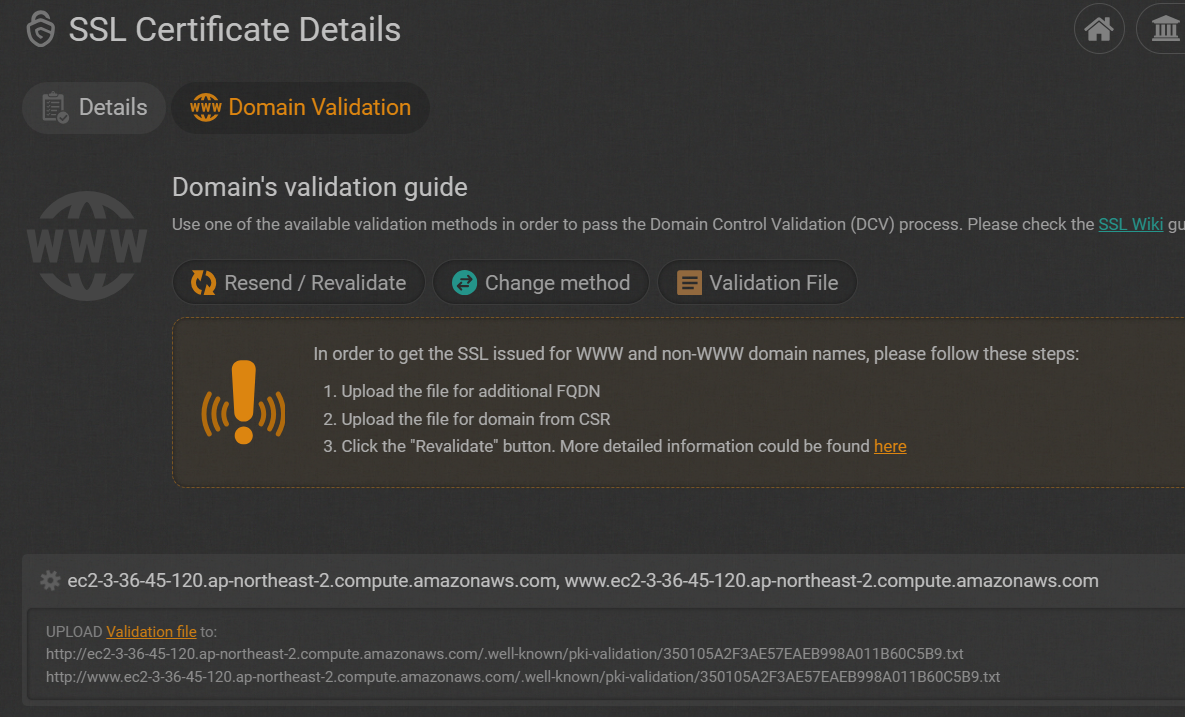 SSL Certificate Details
Details
WWW Domain Validation
WWW
Domain's validation guide
Use one of the available validation methods in order to pass the Domain Control Validation (DCV) process. Please check the SSL Wiki gu
Resend / Revalidate Change method Validation File
In order to get the SSL issued for WWW and non-WWW domain names, please follow these steps:
1. Upload the file for additional FQDN
2. Upload the file for domain from CSR
3. Click the "Revalidate" button. More detailed information could be found here
ec2-3-36-45-120.ap-northeast-2.compute.amazonaws.com, www.ec2-3-36-45-120.ap-northeast-2.compute.amazonaws.com
UPLOAD Validation file to:
http://ec2-3-36-45-120.ap-northeast-2.compute.amazonaws.com/.well-known/pki-validation/350105A2F3AE57EAEB998A011B60C5B9.txt
http://www.ec2-3-36-45-120.ap-northeast-2.compute.amazonaws.com/.well-known/pki-validation/350105A2F3AE57EAEB998A011B60C5B9.txt